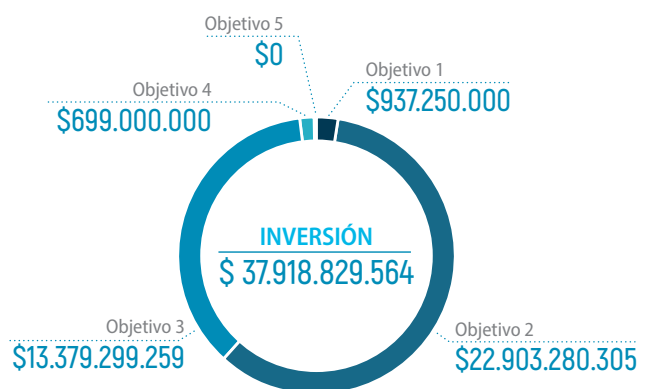 Objetivo 5
$0
Objetivo 1
$937.250.000
Objetivo 4
$699.000.000
INVERSIÓN
$ 37.918.829.564
Objetivo 3
$13.379.299.259
Objetivo 2
$22.903.280.305